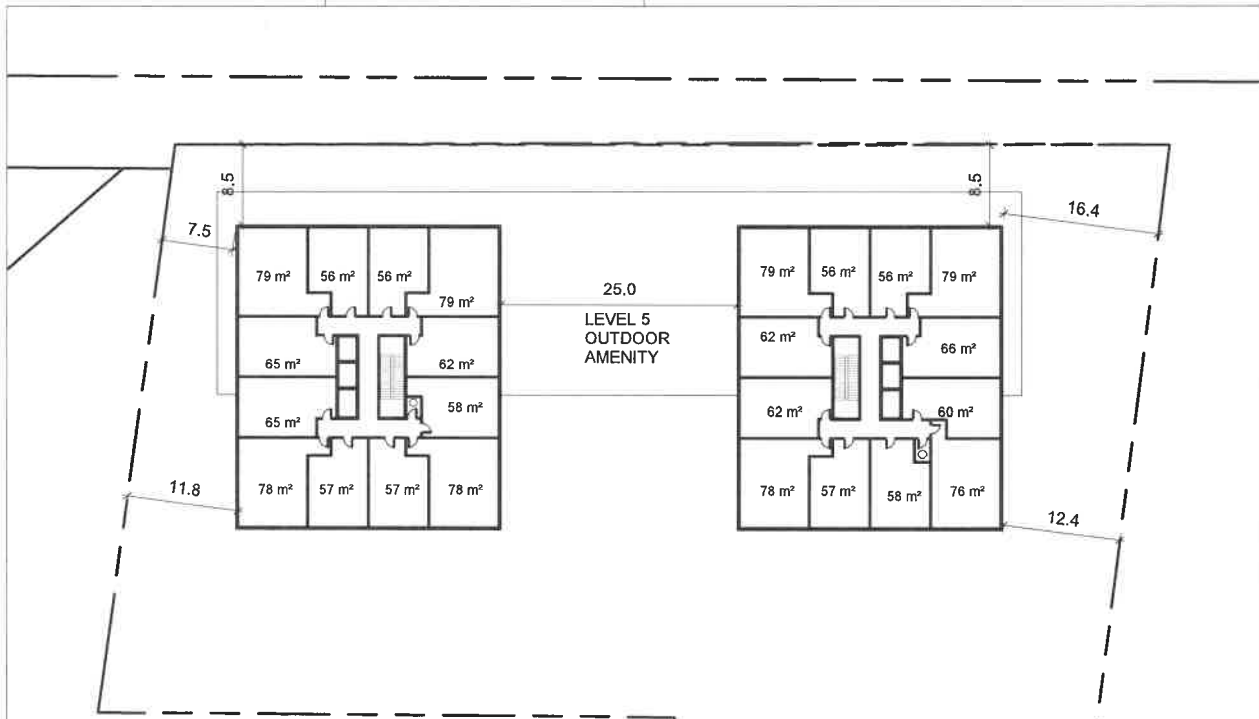 8.5
8.5
7.5
16.4
79 m²
56 m²
56 m²
79 m²
25.0
LEVEL 5
OUTDOOR
AMENITY
79 m²
56 m²
56 m²
79 m²
65 m²
62 m²
62 m²
66 m²
65 m²
58 m²
62 m²
60 m²
11.8
78 m²
57 m²
57 m²
78 m²
78 m²
57 m²
58 m²
76 m²
12.4